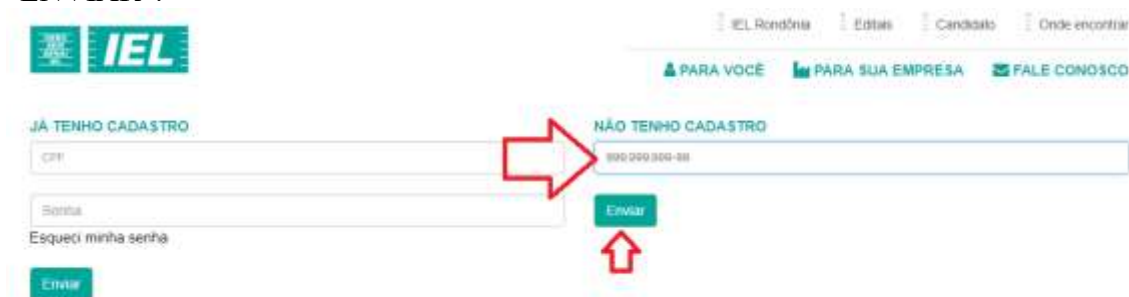 IEL Rondônia Editais Candidato Onde encontrar
IEL
PARA VOCÊ PARA SUA EMPRESA FALE CONOSCO
JÁ TENHO CADASTRO
NÃO TENHO CADASTRO
CPF
999.999.999-99
Senha
Enviar
Esqueci minha senha
Enviar